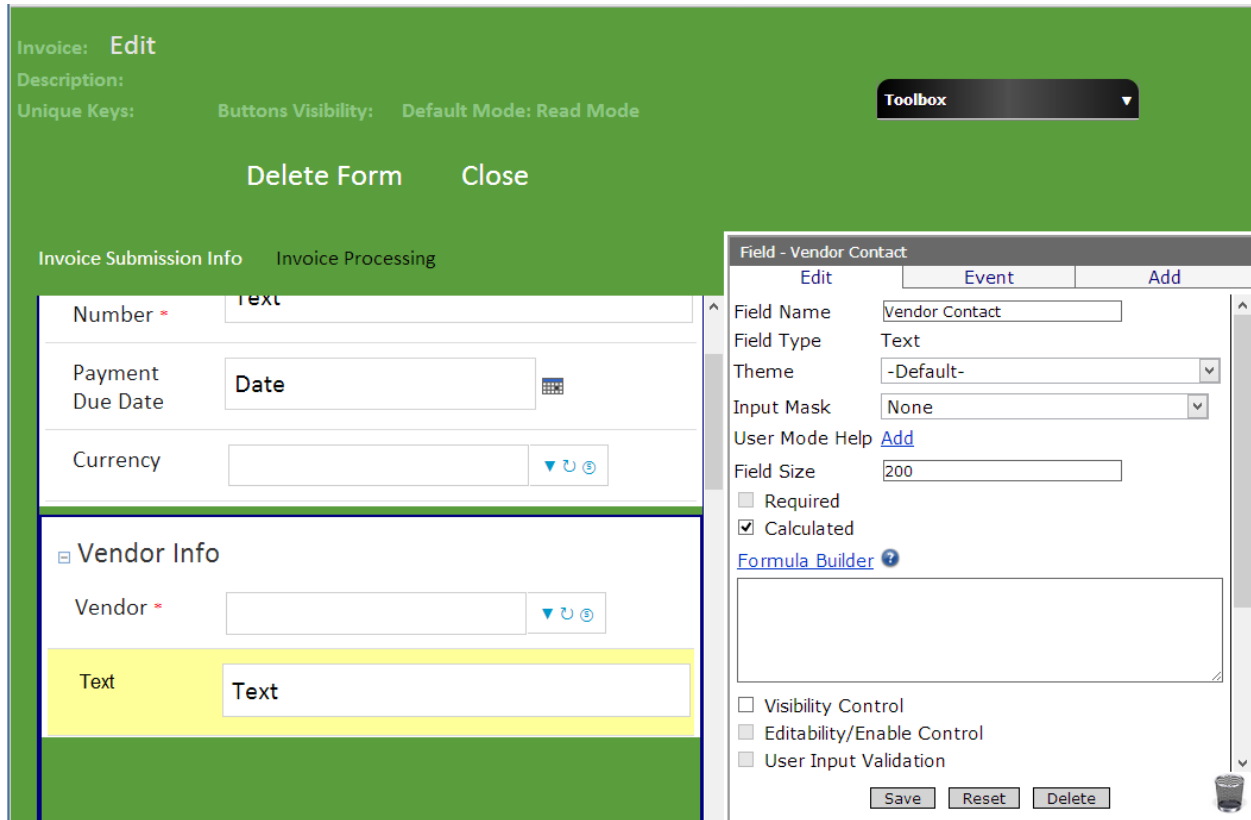 Invoice: Edit
Description:
Unique Keys: Buttons Visibility: Default Mode: Read Mode
Toolbox
Delete Form Close
Invoice Submission Info Invoice Processing
Text
Number *
Payment
Due Date
Date
Currency
Vendor Info
Vendor *
Text
Text
Field - Vendor Contact
Edit Event Add
Field Name Vendor Contact
Field Type Text
Theme -Default-
Input Mask None
User Mode Help Add
Field Size 200
Required
Calculated
Formula Builder ?
Visibility Control
Editability/Enable Control
User Input Validation
Save Reset Delete